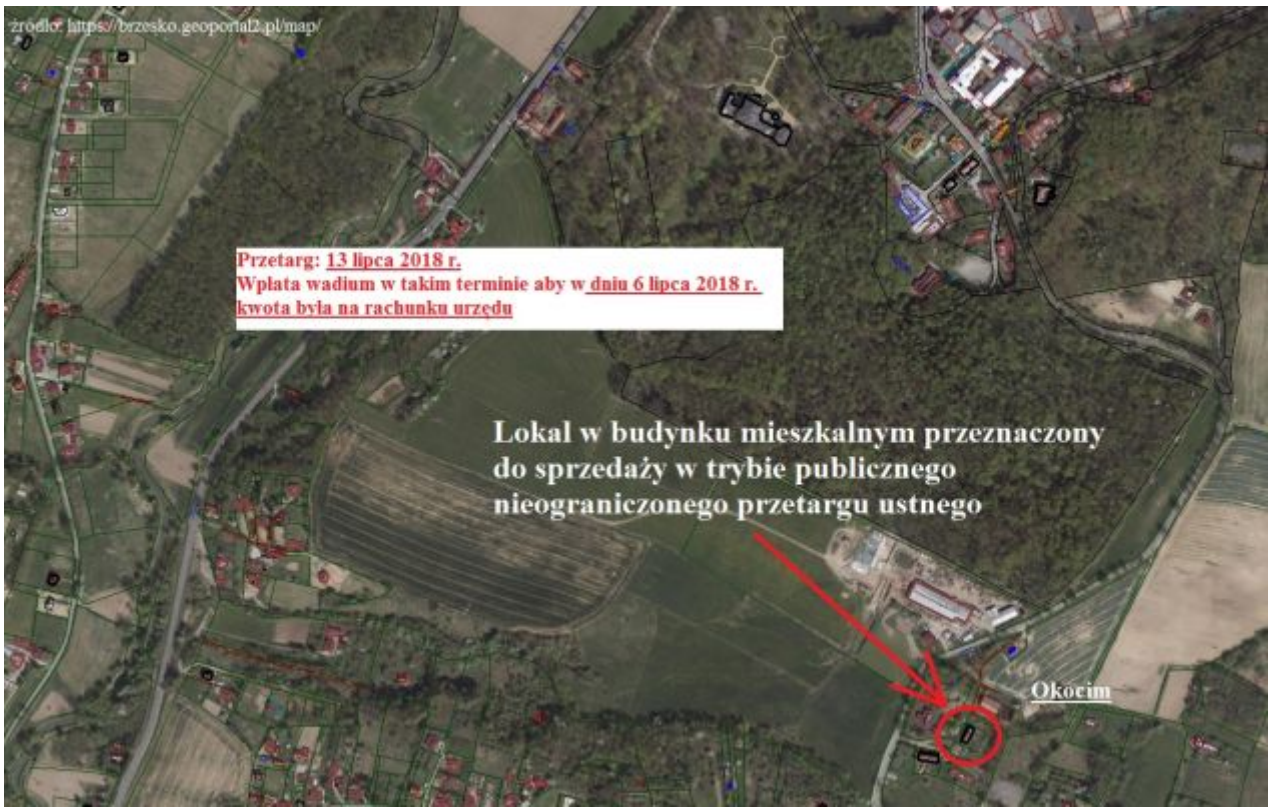 źródło: https://brzesko.geoportal2.pl/map/
Przetarg: 13 lipca 2018 r.
Wpłata wadium w takim terminie aby w dniu 6 lipca 2018 r.
kwota była na rachunku urzędu
Lokal w budynku mieszkalnym przeznaczony
do sprzedaży w trybie publicznego
nieograniczonego przetargu ustnego
Okocim